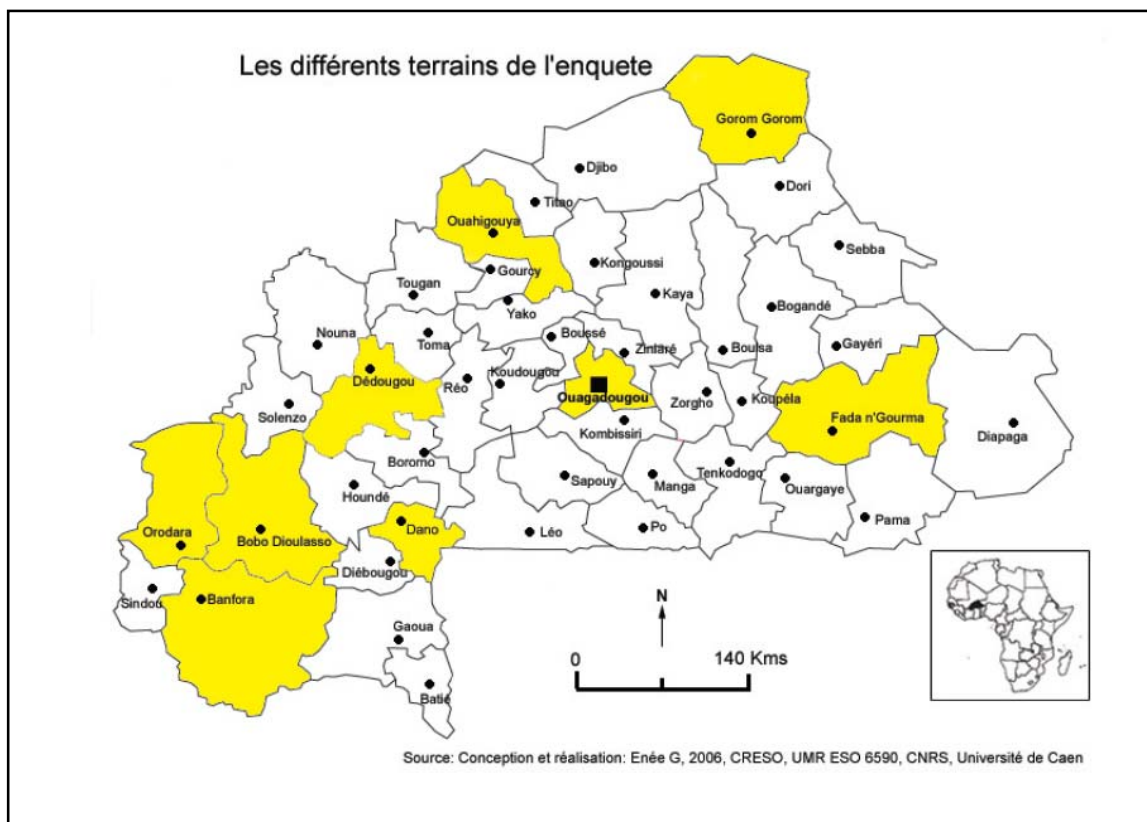 Les différents terrains de l'enquete
Gorom Gorom
Djibo
Dori
Titao
Ouahigouya
Sebba
Kongoussi
Gourcy
Tougan
Kaya
Bogandé
Yako
Nouna
Toma
Boussé
Ziniaré
Boulsa
Gayéri
Dédougou
Réo
Koudougou
Ouagadougou
Zorgho
Koupéla
Solenzo
Fada n'Gourma
Kombissiri
Diapaga
Boromo
Tenkodogo
Houndé
Sapouy
Manga
Ouargaye
Orodara
Bobo Dioulasso
Dano
Léo
Po
Pama
Diébougou
Sindou
Banfora
N
Gaoua
0 140 Kms
Batié
Source: Conception et réalisation: Enée G, 2006, CRESO, UMR ESO 6590, CNRS, Université de Caen